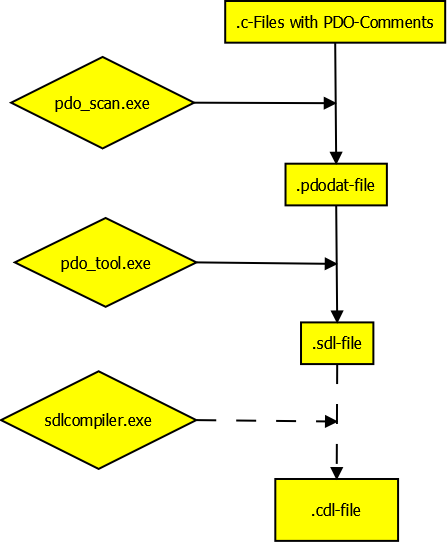 .c-Files with PDO-Comments
pdo_scan.exe
.pdodat-file
pdo_tool.exe
.sdl-file
sdlcompiler.exe
.cdl-file